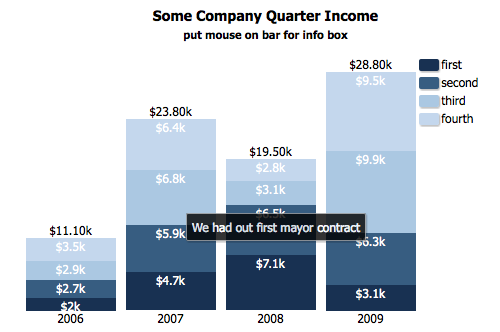 Some Company Quarter Income
put mouse on bar for info box
first
second
third
fourth
$11.10k
$3.5k
$2.9k
$2.7k
$2k
$23.80k
$6.4k
$6.8k
$5.9k
$4.7k
$19.50k
$2.8k
$3.1k
$6.5k
$7.1k
$28.80k
$9.5k
$9.9k
$6.3k
$3.1k
We had out first mayor contract
2006 2007 2008 2009